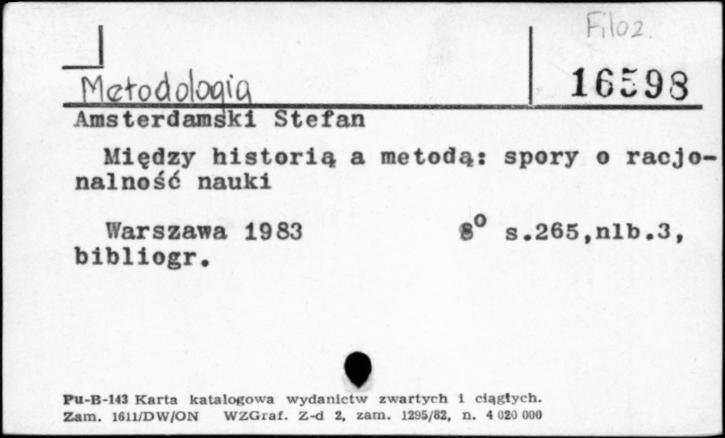 Filoz.
Metodologia
16598
Amsterdamski Stefan
Między historią a metodą: spory o racjo-
nalność nauki
Warszawa 1983 8º s.265,nlb.3,
bibliogr.
Pu-B-143 Karta katalogowa wydanictw zwartych i ciągłych.
Zam. 1611/DW/ON WZGraf. Z-d 2, zam. 1295/82, n. 4 020 000